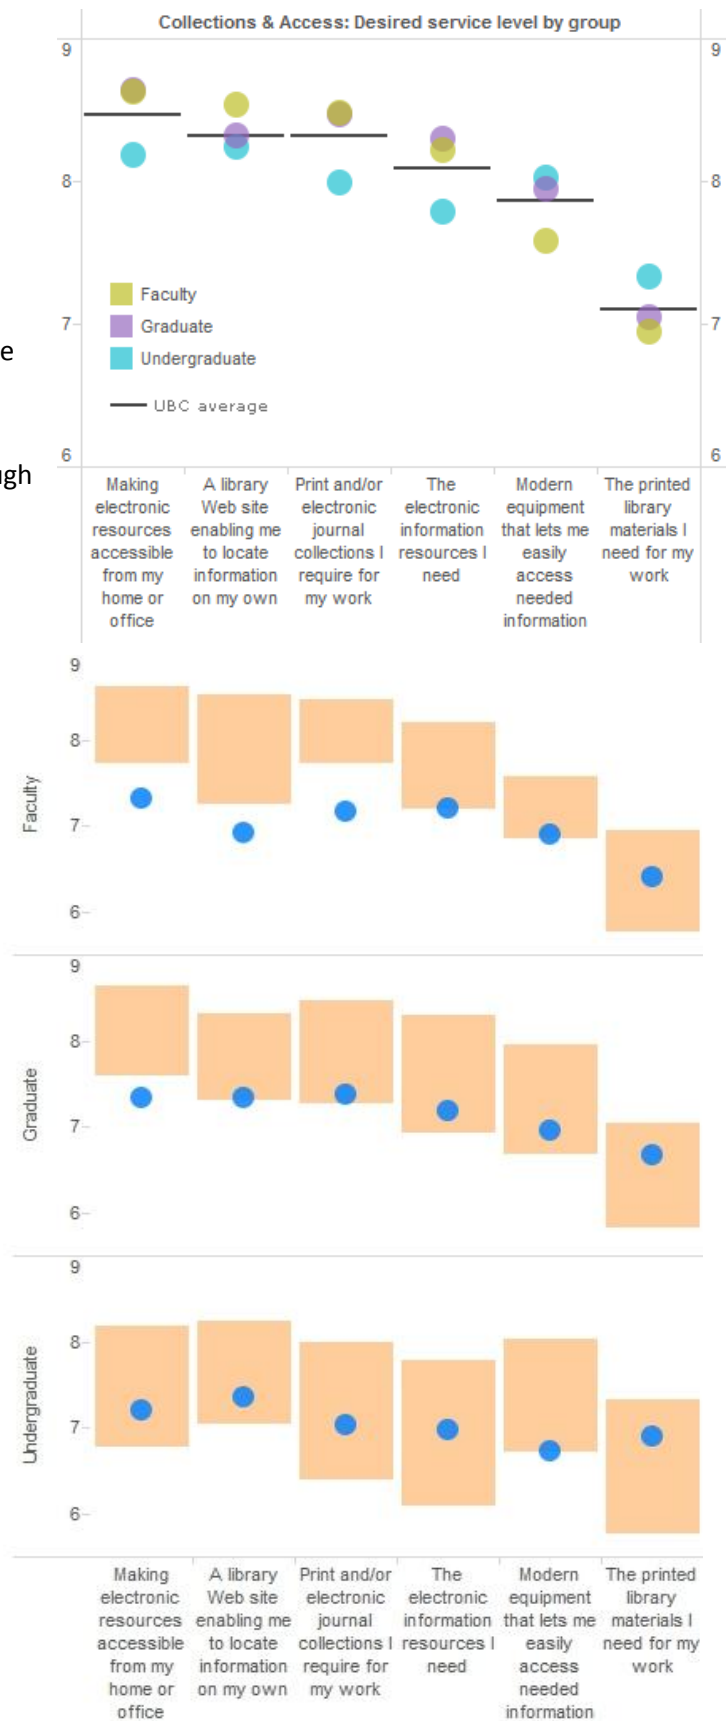 Collections & Access: Desired service level by group
9 9
8 8
Faculty
7 7
Graduate
e
Undergraduate
UBC average
6 6
ugh
Making A library Print and/or The Modern The printed
electronic Web site electronic electronic equipment library
resources enabling me journal information that lets me materials I
accessible to locate collections I resources I easily need for my
from my information require for need access work
home or on my own my work needed
office information
9
8
Faculty
7
6
9
8
Graduate
7
6
9
8
Undergraduate
7
6
Making A library Print and/or The Modern The printed
electronic Web site electronic electronic equipment library
resources enabling me journal information that lets me materials I
accessible to locate collections I resources I easily need for my
from my information require for need access work
home or on my own my work needed
office information